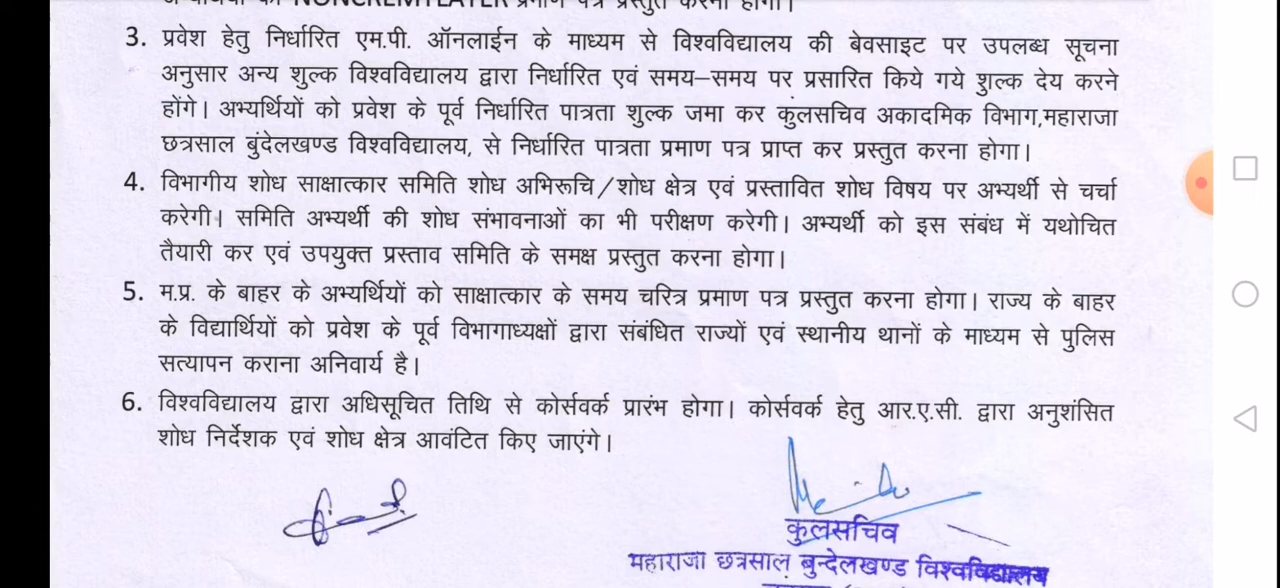 NONCREMYLEAYER प्रमाण पत्र प्रस्तुत करना होगा।
3. प्रवेश हेतु निर्धारित एम.पी. ऑनलाईन के माध्यम से विश्वविद्यालय की बेवसाइट पर उपलब्ध सूचना
अनुसार अन्य शुल्क विश्वविद्यालय द्वारा निर्धारित एवं समय–समय पर प्रसारित किये गये शुल्क देय करने
होंगे। अभ्यर्थियों को प्रवेश के पूर्व निर्धारित पात्रता शुल्क जमा कर कुलसचिव अकादमिक विभाग,महाराजा
छत्रसाल बुंदेलखण्ड विश्वविद्यालय, से निर्धारित पात्रता प्रमाण पत्र प्राप्त कर प्रस्तुत करना होगा।
4. विभागीय शोध साक्षात्कार समिति शोध अभिरूचि/शोध क्षेत्र एवं प्रस्तावित शोध विषय पर अभ्यर्थी से चर्चा
करेगी। समिति अभ्यर्थी की शोध संभावनाओं का भी परीक्षण करेगी। अभ्यर्थी को इस संबंध में यथोचित
तैयारी कर एवं उपयुक्त प्रस्ताव समिति के समक्ष प्रस्तुत करना होगा।
5. म.प्र. के बाहर के अभ्यर्थियों को साक्षात्कार के समय चरित्र प्रमाण पत्र प्रस्तुत करना होगा। राज्य के बाहर
के विद्यार्थियों को प्रवेश के पूर्व विभागाध्यक्षों द्वारा संबंधित राज्यों एवं स्थानीय थानों के माध्यम से पुलिस
सत्यापन कराना अनिवार्य है।
6. विश्वविद्यालय द्वारा अधिसूचित तिथि से कोर्सवर्क प्रारंभ होगा। कोर्सवर्क हेतु आर.ए.सी. द्वारा अनुशंसित
शोध निर्देशक एवं शोध क्षेत्र आवंटित किए जाएंगे।
कुलसचिव
महाराजा छत्रसाल बुन्देलखण्ड विश्वविद्यालय